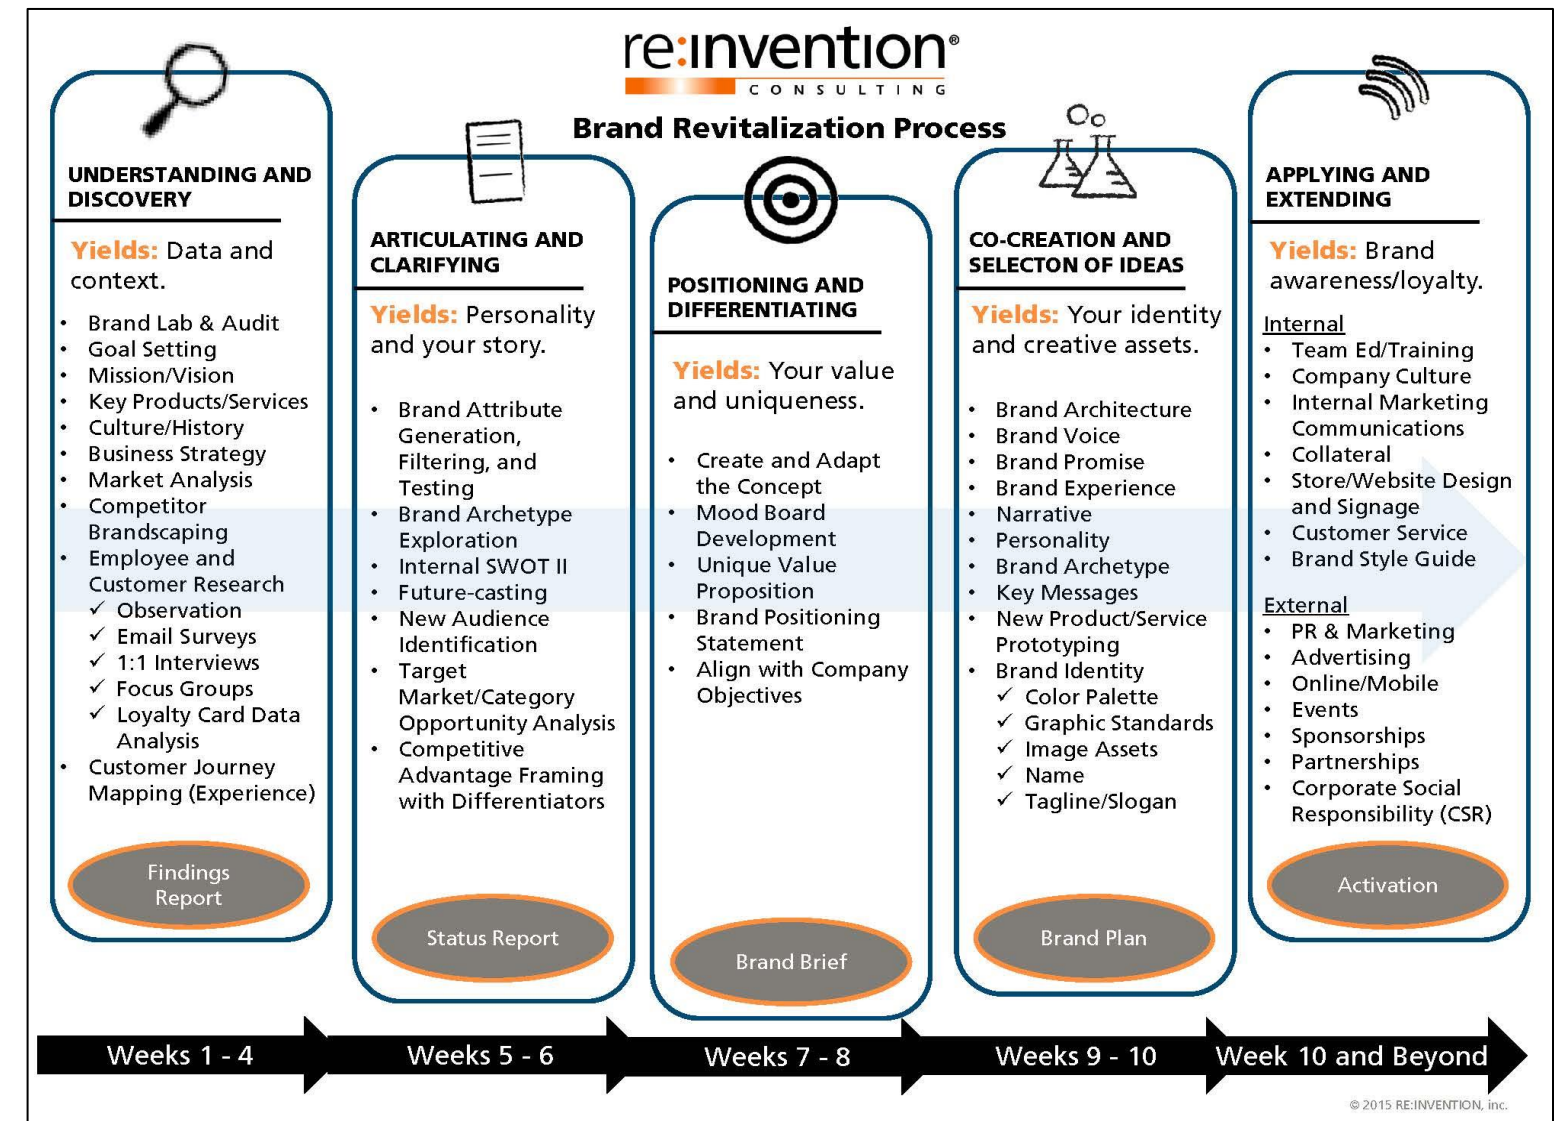 re:invention®
CONSULTING
Brand Revitalization Process
UNDERSTANDING AND
DISCOVERY
Yields: Data and
context.
• Brand Lab & Audit
• Goal Setting
• Mission/Vision
• Key Products/Services
• Culture/History
• Business Strategy
• Market Analysis
• Competitor
Brandscaping
• Employee and
Customer Research
✓ Observation
✓ Email Surveys
✓ 1:1 Interviews
✓ Focus Groups
✓ Loyalty Card Data
Analysis
• Customer Journey
Mapping (Experience)
Findings
Report
ARTICULATING AND
CLARIFYING
Yields: Personality
and your story.
• Brand Attribute
Generation,
Filtering, and
Testing
• Brand Archetype
Exploration
• Internal SWOT II
• Future-casting
• New Audience
Identification
• Target
Market/Category
Opportunity Analysis
• Competitive
Advantage Framing
with Differentiators
Status Report
POSITIONING AND
DIFFERENTIATING
Yields: Your value
and uniqueness.
• Create and Adapt
the Concept
• Mood Board
Development
• Unique Value
Proposition
• Brand Positioning
Statement
• Align with Company
Objectives
Brand Brief
CO-CREATION AND
SELECTON OF IDEAS
Yields: Your identity
and creative assets.
• Brand Architecture
• Brand Voice
• Brand Promise
• Brand Experience
• Narrative
• Personality
• Brand Archetype
• Key Messages
• New Product/Service
Prototyping
• Brand Identity
✓ Color Palette
✓ Graphic Standards
✓ Image Assets
✓ Name
✓ Tagline/Slogan
Brand Plan
APPLYING AND
EXTENDING
Yields: Brand
awareness/loyalty.
Internal
• Team Ed/Training
• Company Culture
• Internal Marketing
Communications
• Collateral
• Store/Website Design
and Signage
• Customer Service
• Brand Style Guide
External
• PR & Marketing
• Advertising
• Online/Mobile
• Events
• Sponsorships
• Partnerships
• Corporate Social
Responsibility (CSR)
Activation
Weeks 1 - 4
Weeks 5 - 6
Weeks 7 - 8
Weeks 9 - 10
Week 10 and Beyond
© 2015 RE:INVENTION, inc.